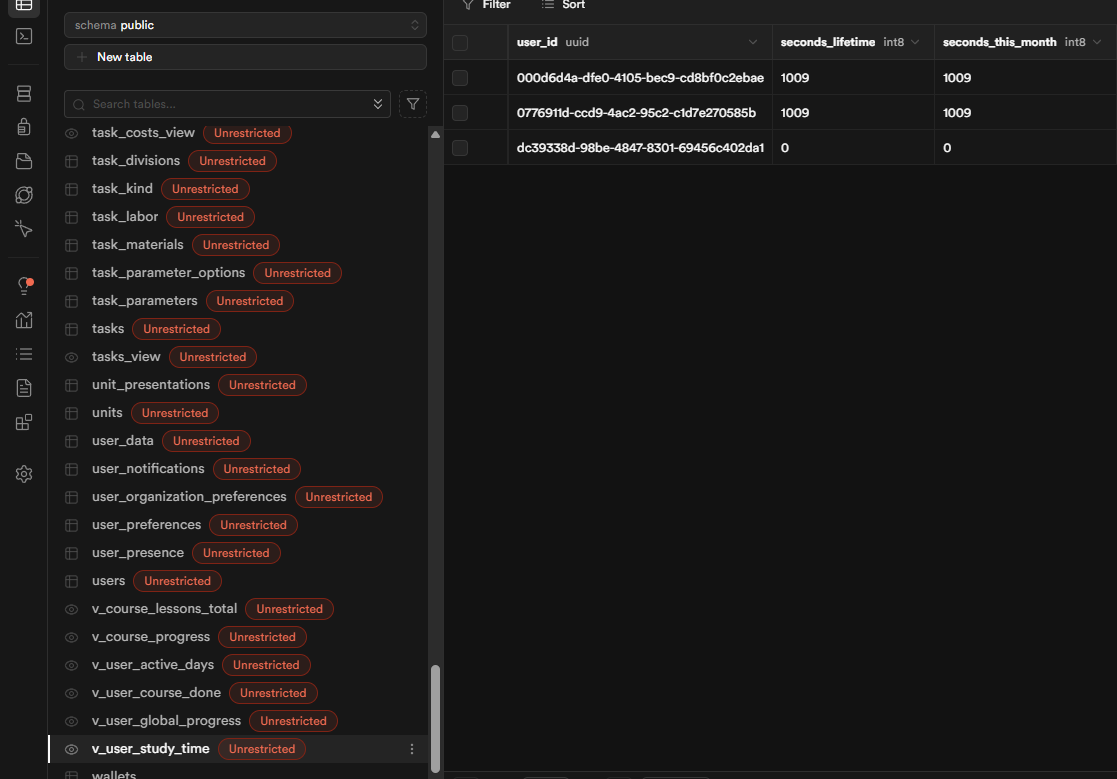 schema public
New table
Search tables...
task_costs_view Unrestricted
task_divisions Unrestricted
task_kind Unrestricted
task_labor Unrestricted
task_materials Unrestricted
task_parameter_options Unrestricted
task_parameters Unrestricted
tasks Unrestricted
tasks_view Unrestricted
unit_presentations Unrestricted
units Unrestricted
user_data Unrestricted
user_notifications Unrestricted
user_organization_preferences Unrestricted
user_preferences Unrestricted
user_presence Unrestricted
users Unrestricted
v_course_lessons_total Unrestricted
v_course_progress Unrestricted
v_user_active_days Unrestricted
v_user_course_done Unrestricted
v_user_global_progress Unrestricted
v_user_study_time Unrestricted
wallets
Filter Sort
user_id uuid seconds_lifetime int8 seconds_this_month int8
000d6d4a-dfe0-4105-bec9-cd8bf0c2ebae 1009 1009
0776911d-ccd9-4ac2-95c2-c1d7e270585b 1009 1009
dc39338d-98be-4847-8301-69456c402da1 0 0